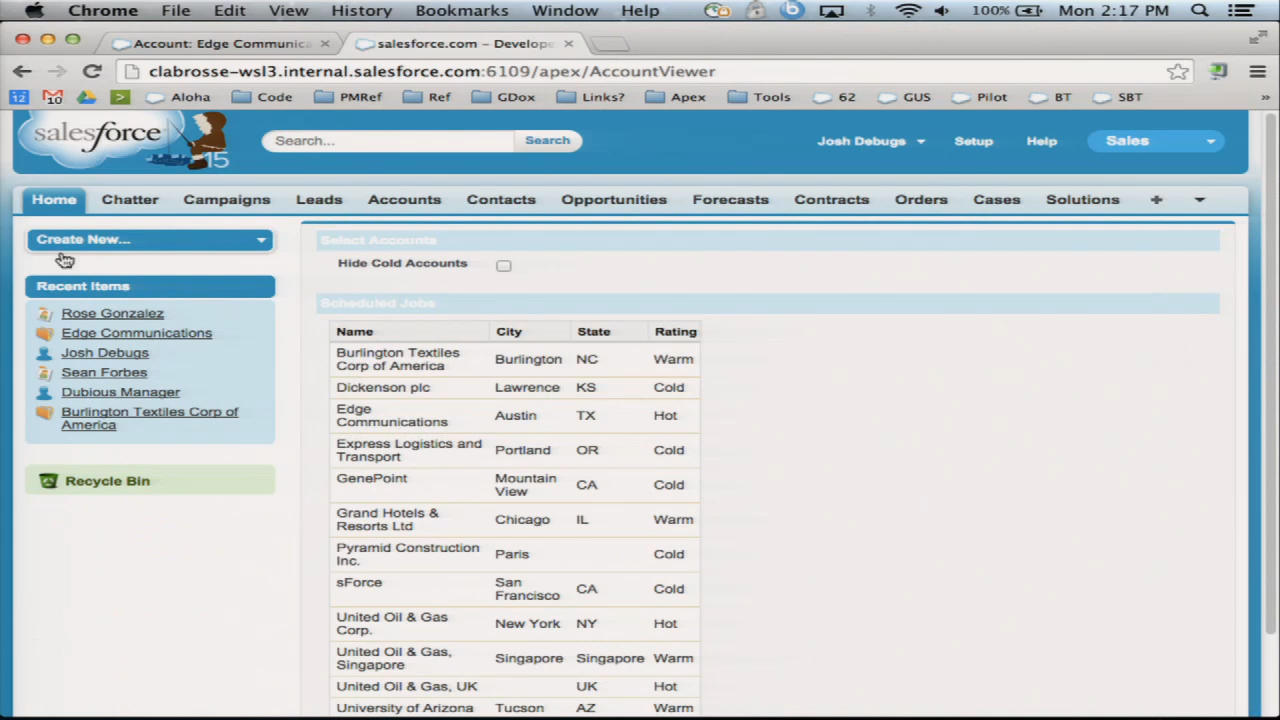 Chrome File Edit View History Bookmarks Window Help 100% Mon 2:17 PM
Account: Edge Communica salesforce.com – Develope
clabrosse-wsl3.internal.salesforce.com:6109/apex/AccountViewer
12 10 Aloha Code PMRef Ref GDox Links? Apex Tools 62 GUS Pilot BT SBT »
salesforce 15 Search... Search Josh Debugs Setup Help Sales
Home Chatter Campaigns Leads Accounts Contacts Opportunities Forecasts Contracts Orders Cases Solutions +
Create New...
Recent Items
Rose Gonzalez
Edge Communications
Josh Debugs
Sean Forbes
Dubious Manager
Burlington Textiles Corp of
America
Recycle Bin
Select Accounts
Hide Cold Accounts
Scheduled Jobs
Name City State Rating
Burlington Textiles
Corp of America Burlington NC Warm
Dickenson plc Lawrence KS Cold
Edge
Communications Austin TX Hot
Express Logistics and
Transport Portland OR Cold
GenePoint Mountain
View CA Cold
Grand Hotels &
Resorts Ltd Chicago IL Warm
Pyramid Construction
Inc. Paris Cold
sForce San
Francisco CA Cold
United Oil & Gas
Corp. New York NY Hot
United Oil & Gas,
Singapore Singapore Singapore Warm
United Oil & Gas, UK UK Hot
University of Arizona Tucson AZ Warm